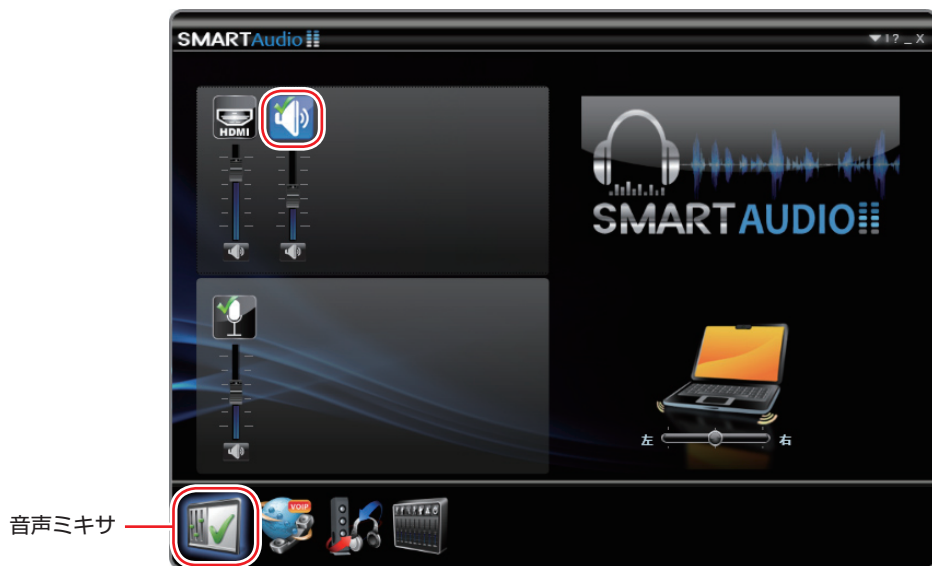 SMARTAudio
! ? _ X
HDMI
SMARTAUDIO
左 右
音声ミキサ
VOIP